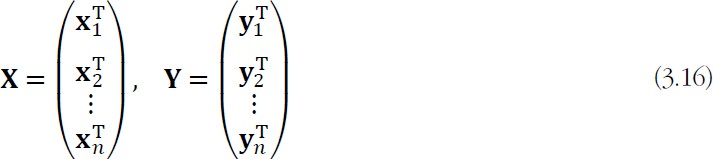 𝐗 = ( 𝐱₁ᵀ 𝐱₂ᵀ ⋮ 𝐱ₙᵀ ), 𝐘 = ( 𝐲₁ᵀ 𝐲₂ᵀ ⋮ 𝐲ₙᵀ ) (3.16)